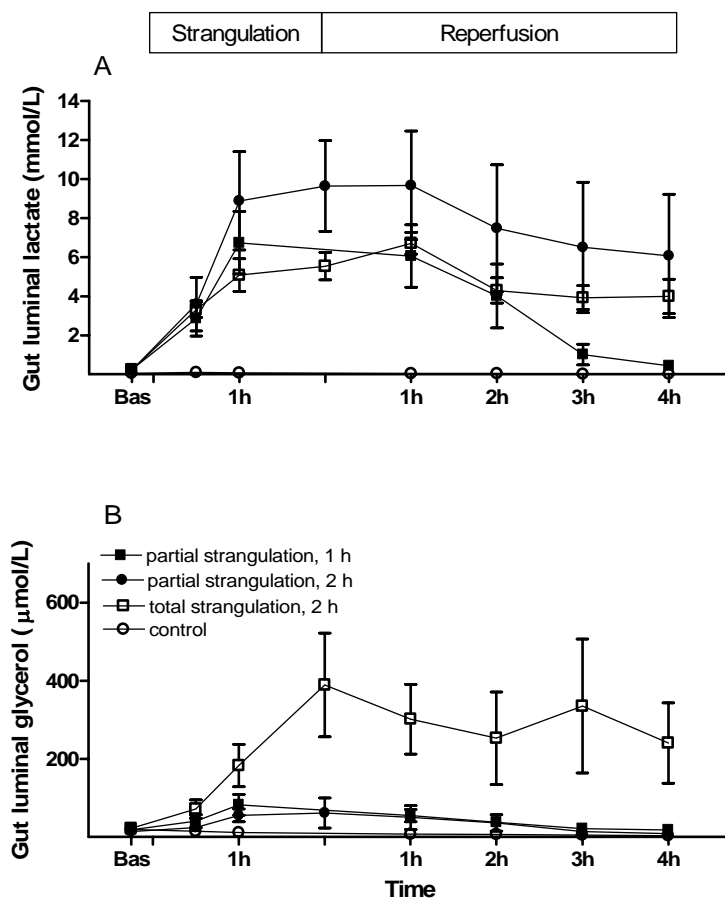 Strangulation Reperfusion
A
Gut luminal lactate (mmol/L)
14
12
10
8
6
4
2
Bas 1h 1h 2h 3h 4h
B
Gut luminal glycerol ( μmol/L)
partial strangulation, 1 h
partial strangulation, 2 h
total strangulation, 2 h
control
600
400
200
Bas 1h 1h 2h 3h 4h
Time